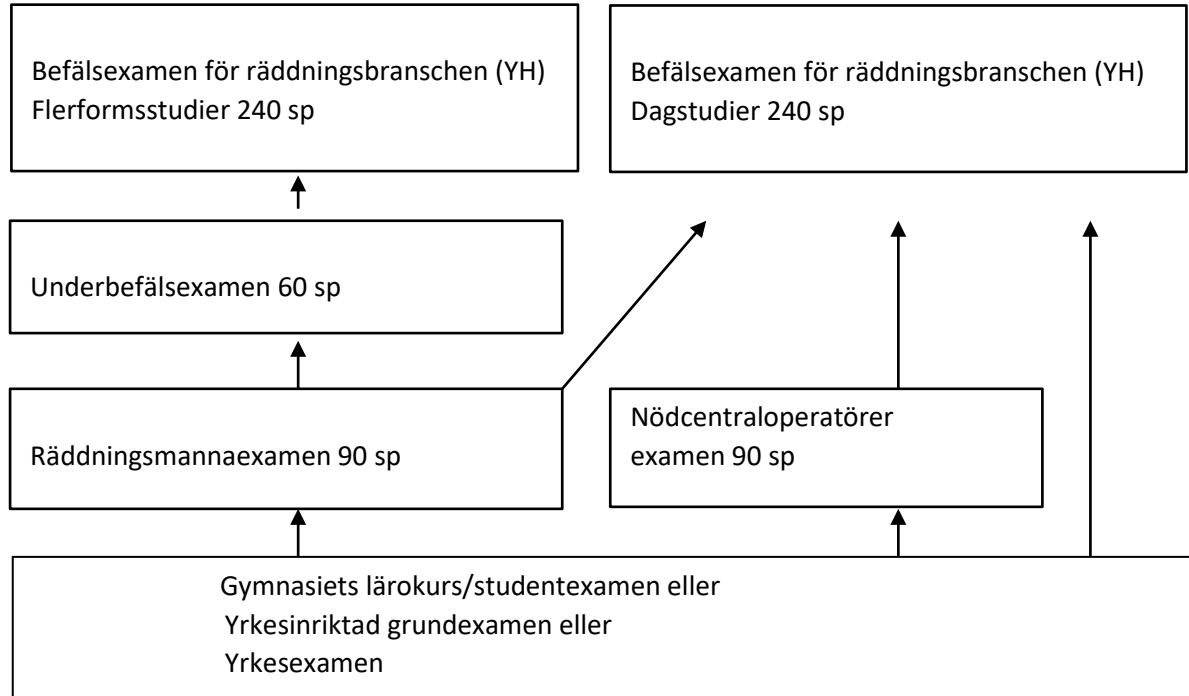 Befälsexamen för räddningsbranschen (YH)
Flerformsstudier 240 sp
Befälsexamen för räddningsbranschen (YH)
Dagstudier 240 sp
Underbefälsexamen 60 sp
Räddningsmannaexamen 90 sp
Nödcentraloperatörer
examen 90 sp
Gymnasiets lärokurs/studentexamen eller
Yrkesinriktad grundexamen eller
Yrkesexamen